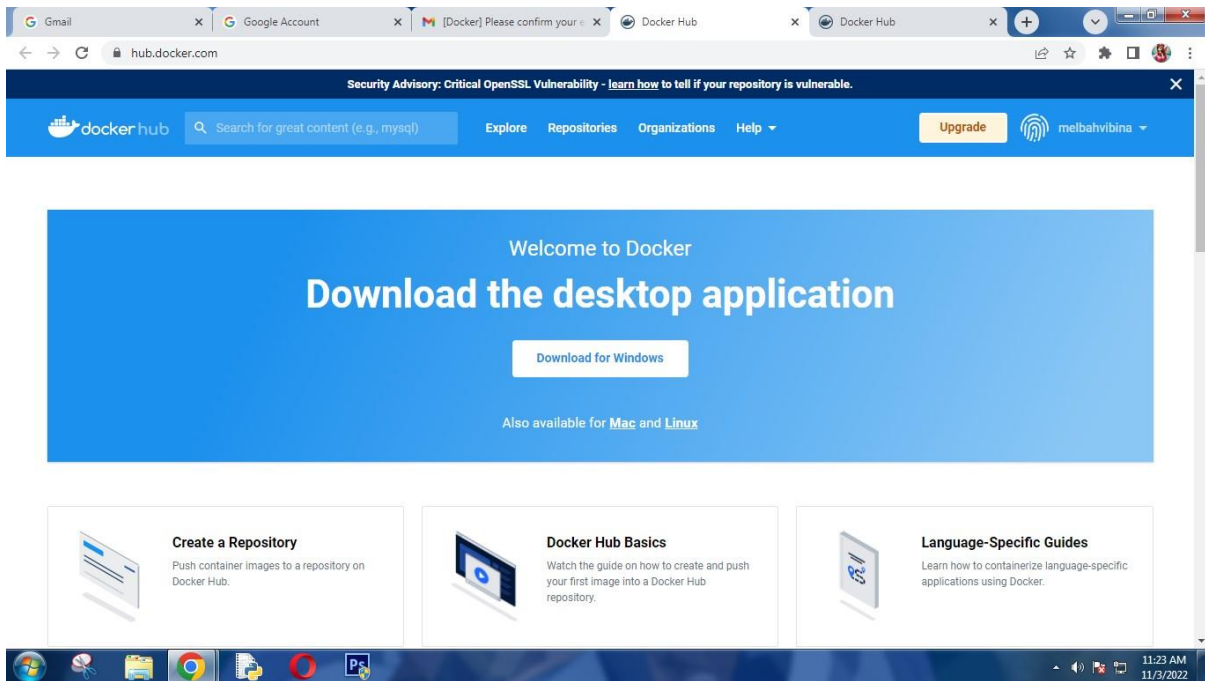 Gmail
Google Account
[Docker] Please confirm your e
Docker Hub
Docker Hub
hub.docker.com
Security Advisory: Critical OpenSSL Vulnerability - learn how to tell if your repository is vulnerable.
docker hub
Search for great content (e.g., mysql)
Explore
Repositories
Organizations
Help
Upgrade
melbahvibina
Welcome to Docker
Download the desktop application
Download for Windows
Also available for Mac and Linux
Create a Repository
Push container images to a repository on
Docker Hub.
Docker Hub Basics
Watch the guide on how to create and push
your first image into a Docker Hub
repository.
Language-Specific Guides
Learn how to containerize language-specific
applications using Docker.
Ps
11:23 AM
11/3/2022